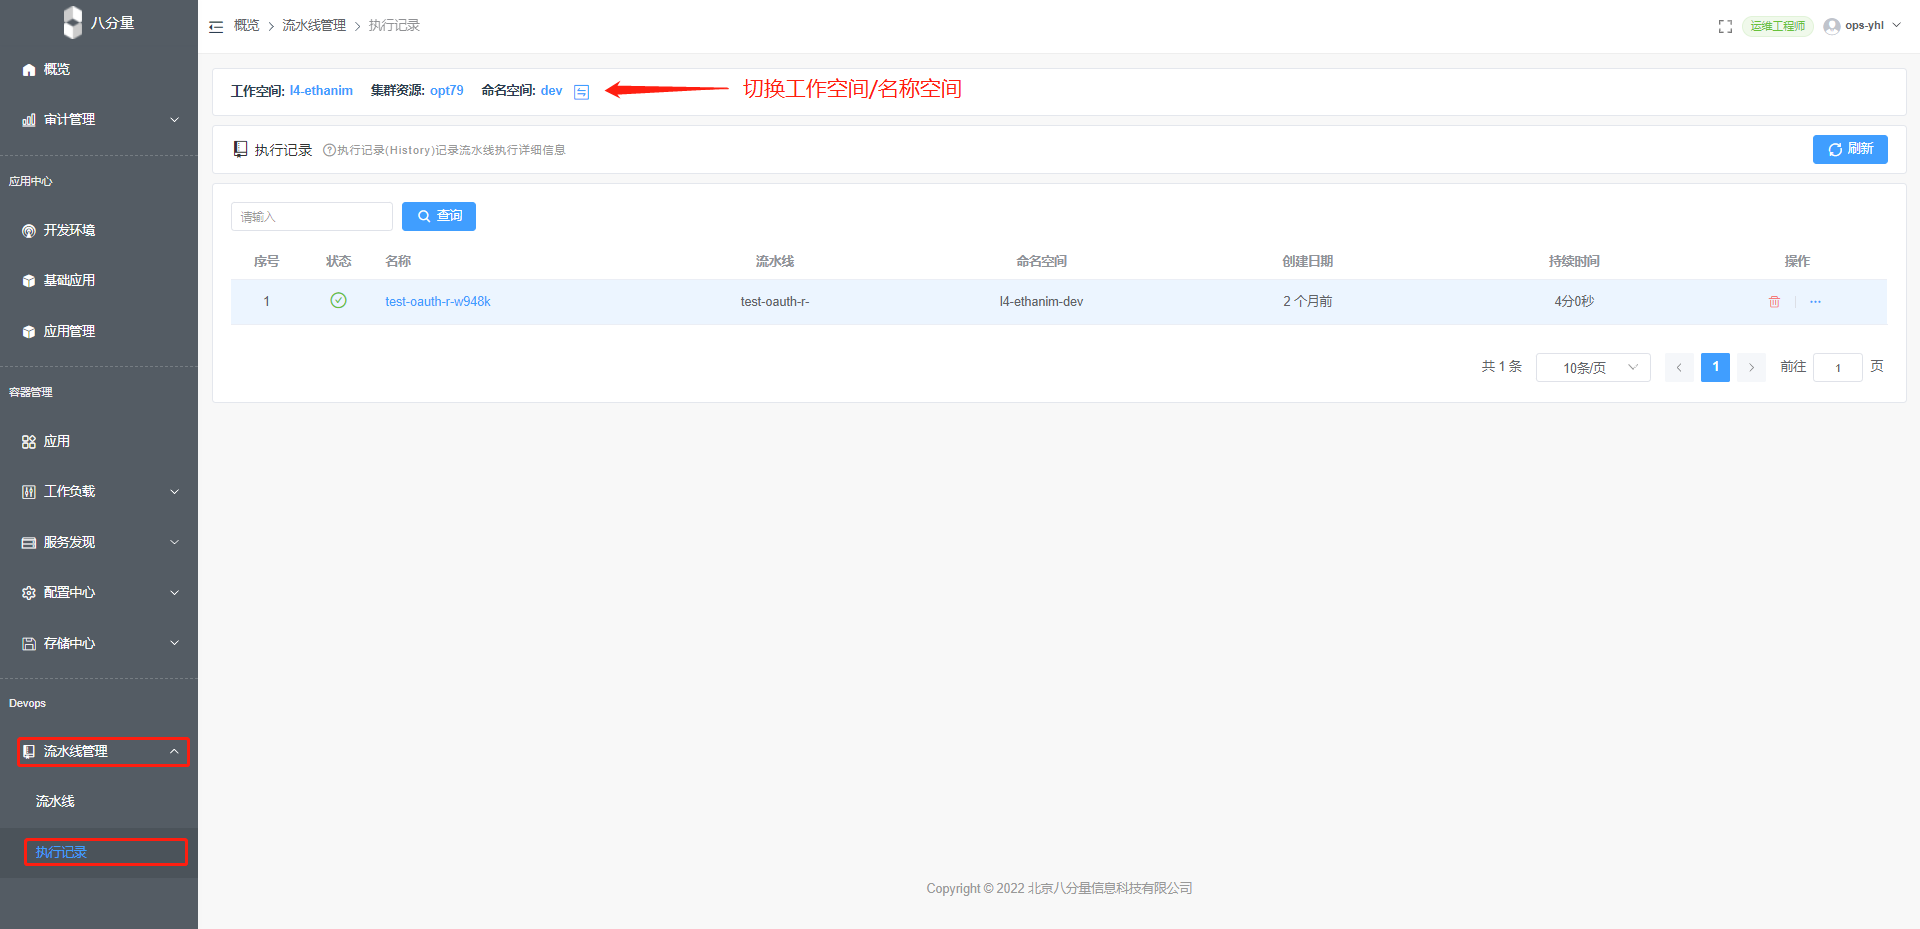 八分量
概览
审计管理
应用中心
开发环境
基础应用
应用管理
容器管理
应用
工作负载
服务发现
配置中心
存储中心
Devops
流水线管理
流水线
执行记录
概览 > 流水线管理 > 执行记录
运维工程师 ops-yhl
工作空间: l4-ethanim 集群资源: opt79 命名空间: dev 切换工作空间/名称空间
执行记录 执行记录(History)记录流水线执行详细信息 刷新
请输入 查询
序号 状态 名称 流水线 命名空间 创建日期 持续时间 操作
1 test-oauth-r-w948k test-oauth-r- l4-ethanim-dev 2 个月前 4分0秒
共 1 条 10条/页 1 前往 1 页
Copyright © 2022 北京八分量信息科技有限公司